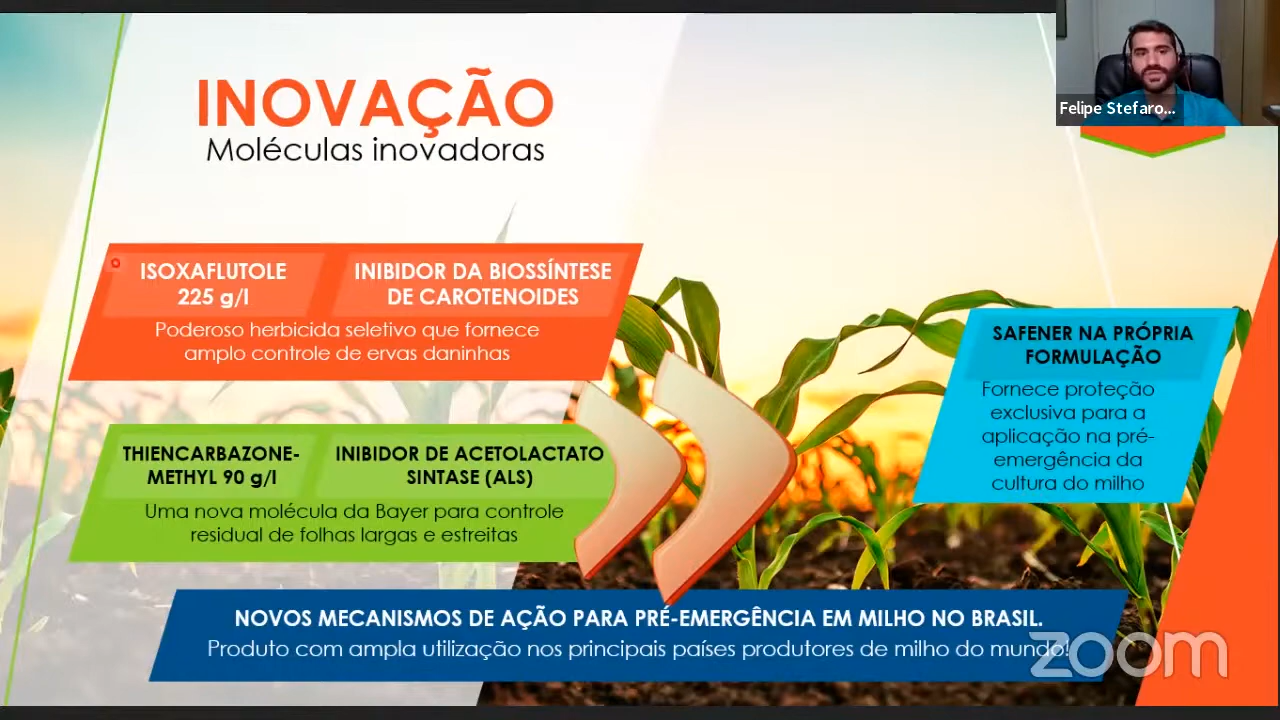 INOVAÇÃO
Moléculas inovadoras
Felipe Stefaro...
ISOXAFLUTOLE
225 g/l
INIBIDOR DA BIOSSÍNTESE
DE CAROTENOIDES
Poderoso herbicida seletivo que fornece
amplo controle de ervas daninhas
THIENCARBAZONE-
METHYL 90 g/l
INIBIDOR DE ACETOLACTATO
SINTASE (ALS)
Uma nova molécula da Bayer para controle
residual de folhas largas e estreitas
SAFENER NA PRÓPRIA
FORMULAÇÃO
Fornece proteção
exclusiva para a
aplicação na pré-
emergência da
cultura do milho
NOVOS MECANISMOS DE AÇÃO PARA PRÉ-EMERGÊNCIA EM MILHO NO BRASIL.
Produto com ampla utilização nos principais países produtores de milho do mundo!
zoom